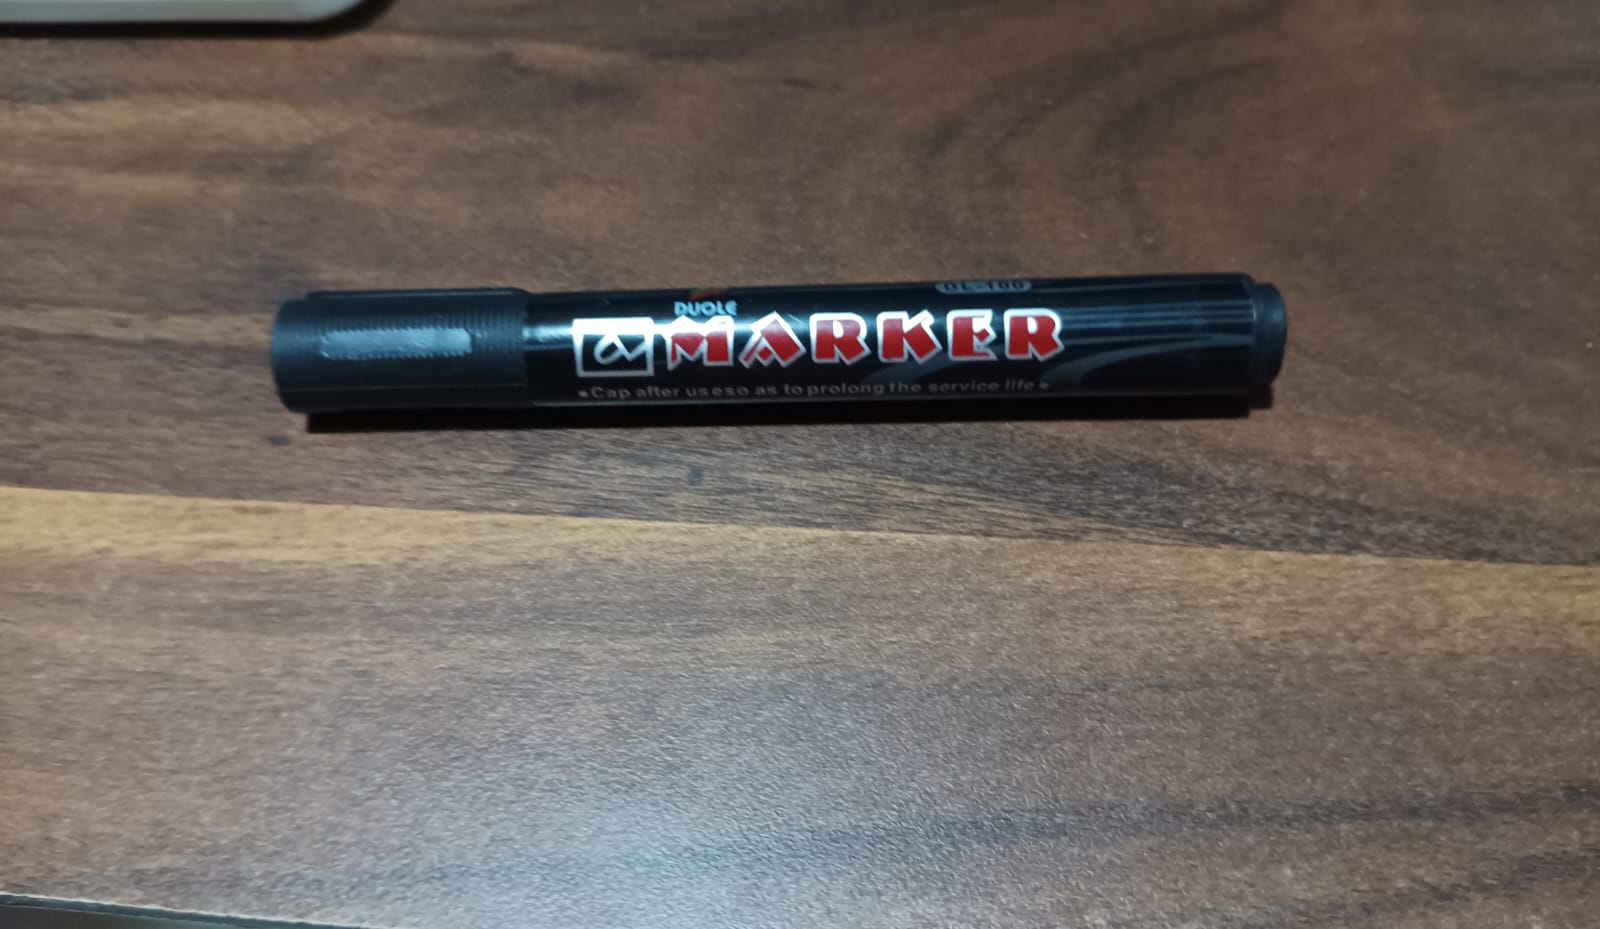 DUOLE
MARKER
•Cap after useso as to prolong the service life•